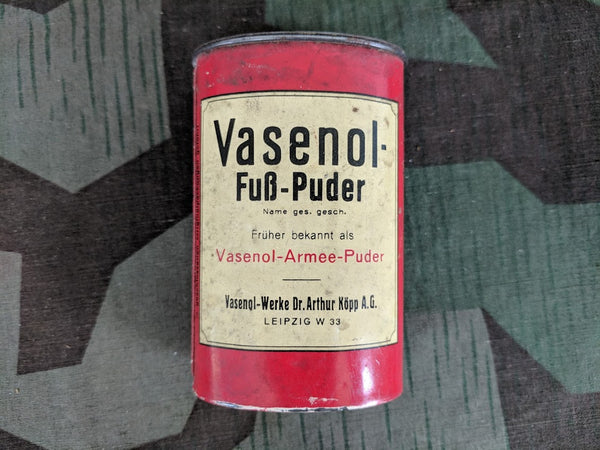 Vasenol-
Fuß-Puder
Name ges. gesch.
Früher bekannt als
Vasenol-Armee-Puder
Vasenol-Werke Dr. Arthur Köpp A.G.
LEIPZIG W 33